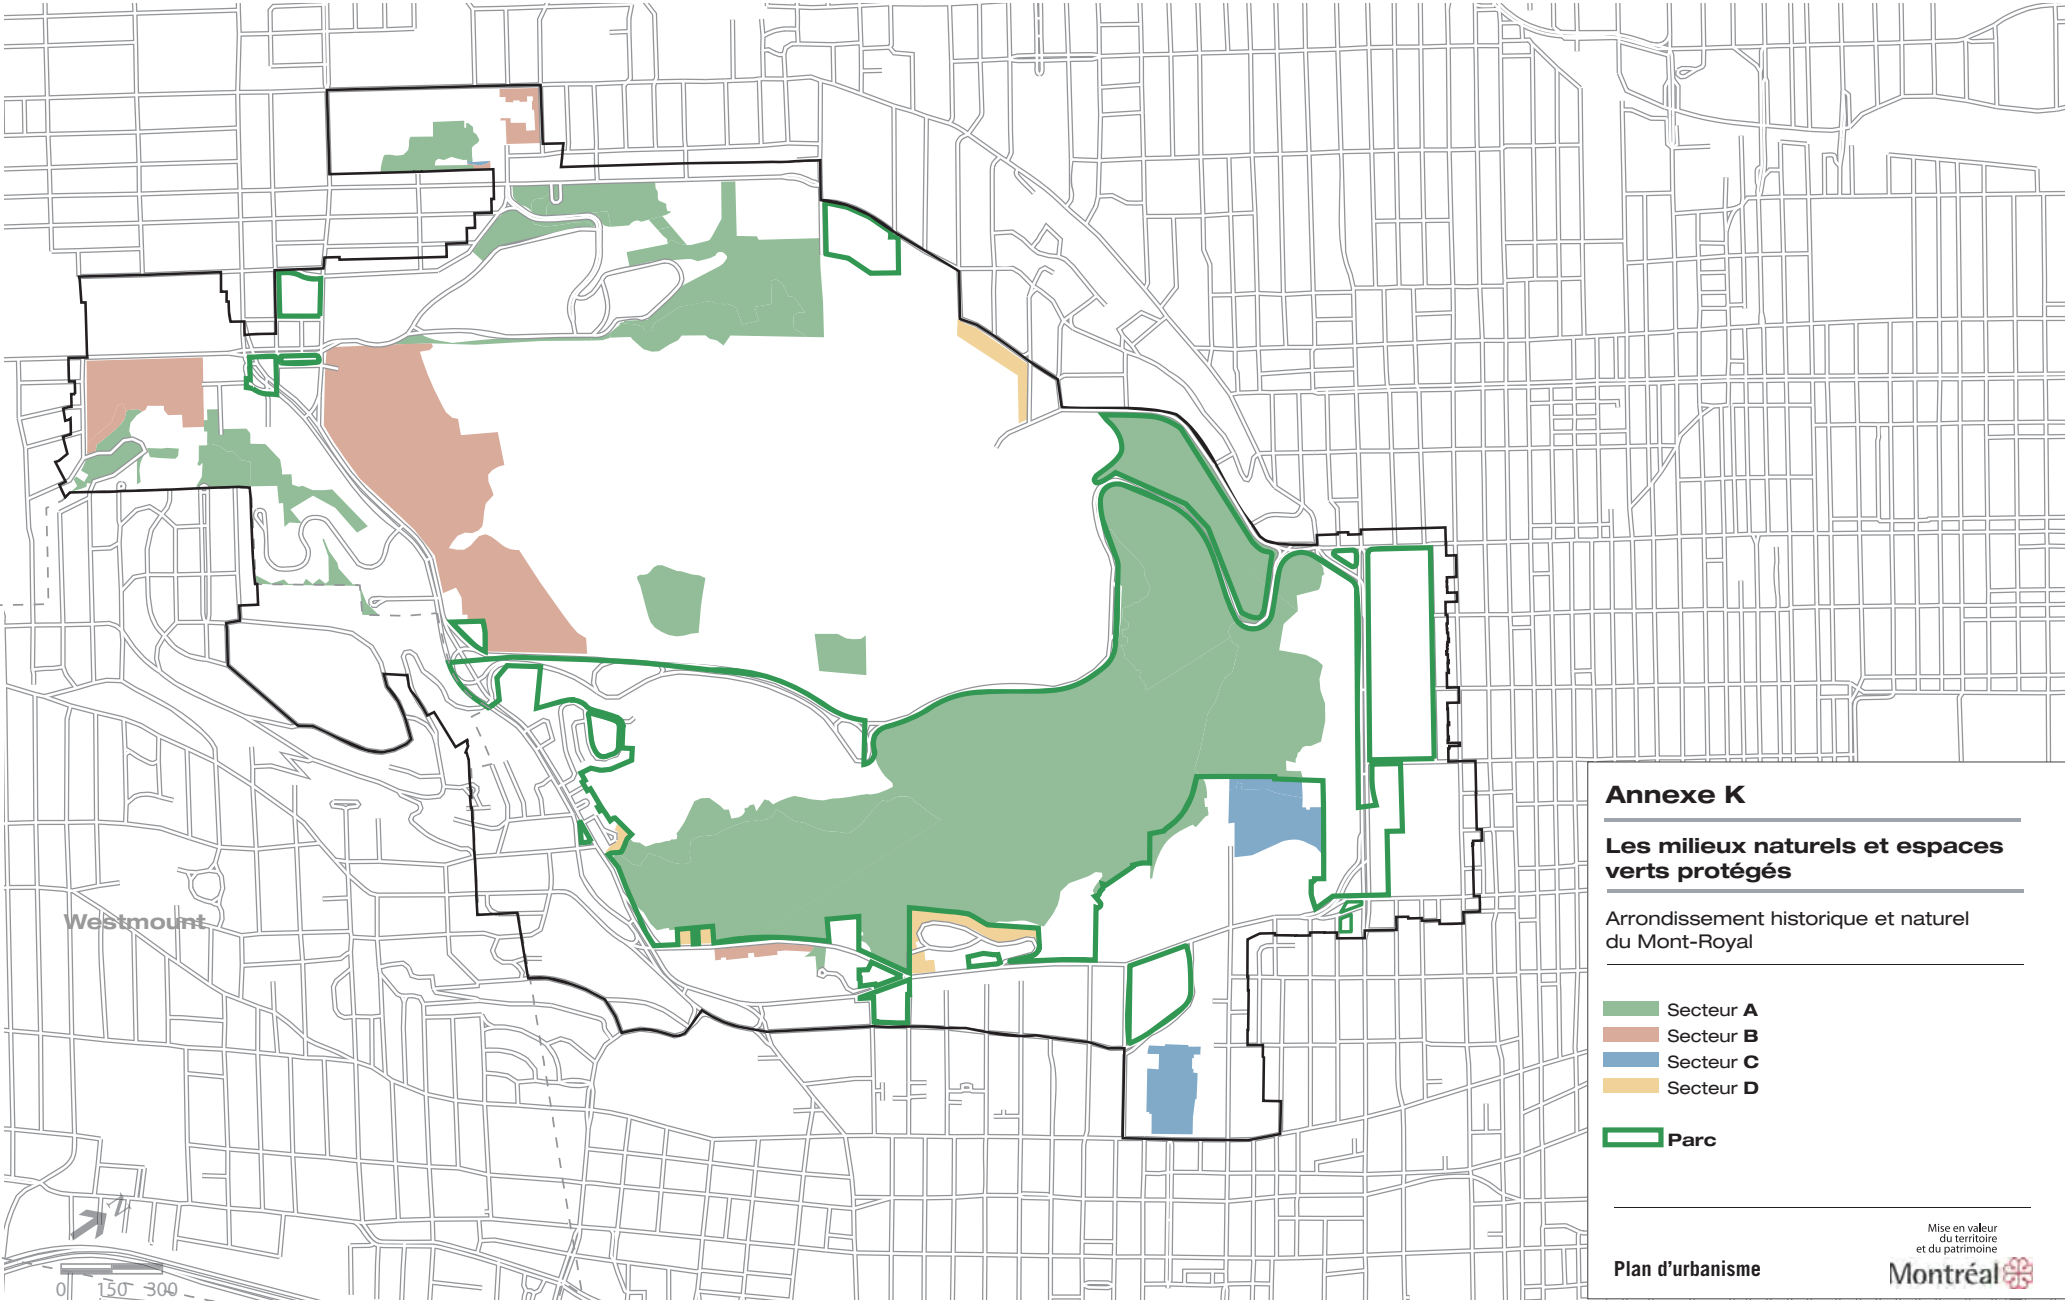 Westmount
N
0 150 300
Annexe K
Les milieux naturels et espaces
verts protégés
Arrondissement historique et naturel
du Mont-Royal
Secteur A
Secteur B
Secteur C
Secteur D
Parc
Mise en valeur
du territoire
et du patrimoine
Plan d'urbanisme
Montréal